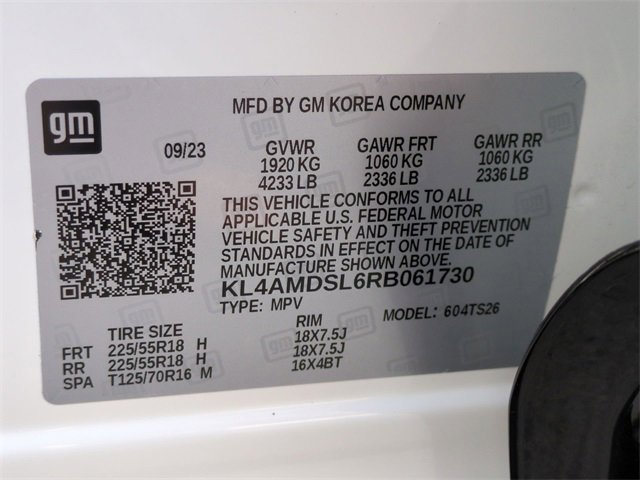 gm
MFD BY GM KOREA COMPANY
09/23 GVWR GAWR FRT GAWR RR
1920 KG 1060 KG 1060 KG
4233 LB 2336 LB 2336 LB
THIS VEHICLE CONFORMS TO ALL
APPLICABLE U.S. FEDERAL MOTOR
VEHICLE SAFETY AND THEFT PREVENTION
STANDARDS IN EFFECT ON THE DATE OF
MANUFACTURE SHOWN ABOVE.
KL4AMDSL6RB061730
TYPE: MPV MODEL: 604TS26
TIRE SIZE RIM
FRT 225/55R18 H 18X7.5J
RR 225/55R18 H 18X7.5J
SPA T125/70R16 M 16X4BT